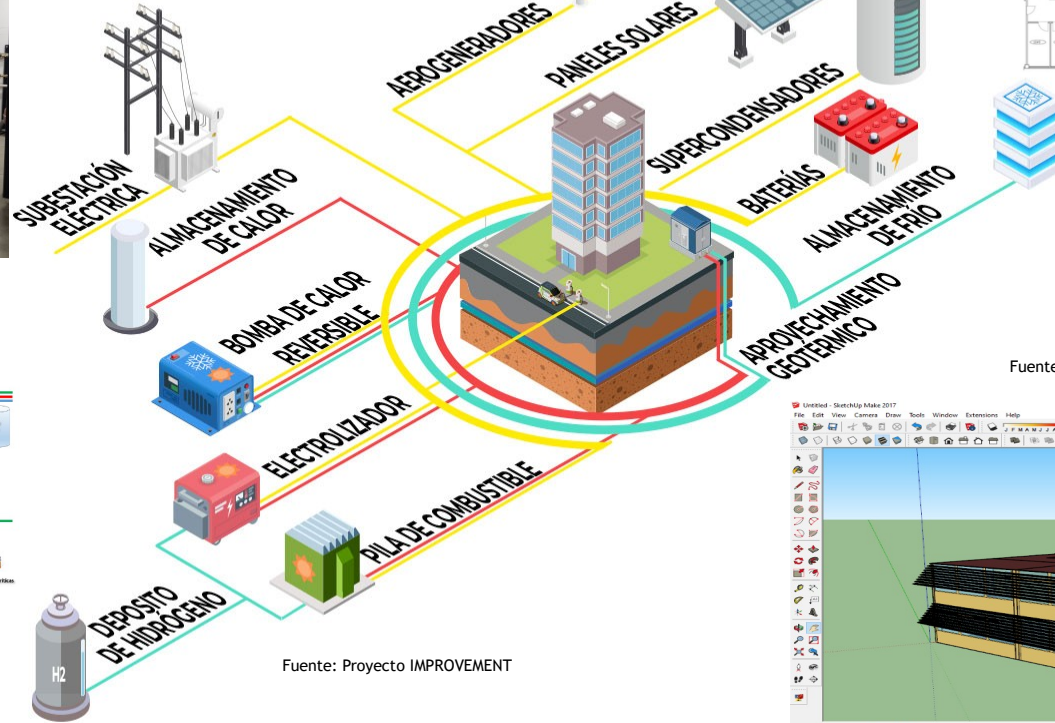 AEROGENERADORES
PANELES SOLARES
SUPERCONDENSADORES
BATERÍAS
ALMACENAMIENTO
DE FRIO
SUBESTACIÓN
ELÉCTRICA
ALMACENAMIENTO
DE CALOR
BOMBA DE CALOR
REVERSIBLE
ELECTROLIZADOR
PILA DE COMBUSTIBLE
DEPOSITO
DE HIDRÓGENO
H2
APROVECHAMIENTO
GEOTÉRMICO
Fuente: Proyecto IMPROVEMENT
Fuente
Untitled - SketchUp Make 2017
File Edit View Camera Draw Tools Window Extensions Help
J F M A M J J A